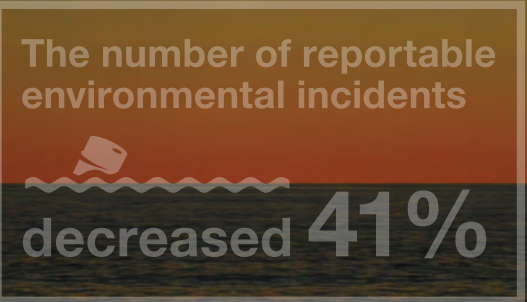 The number of reportable
environmental incidents
decreased 41%